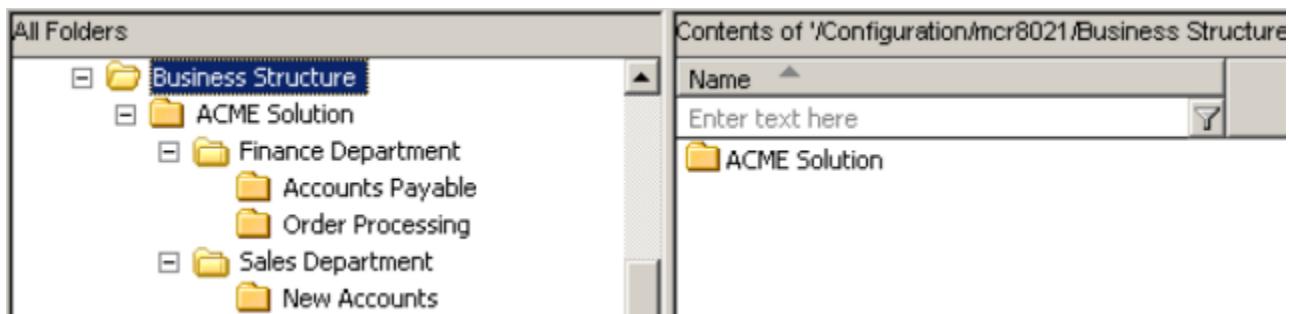 All Folders
Business Structure
ACME Solution
Finance Department
Accounts Payable
Order Processing
Sales Department
New Accounts
Contents of '/Configuration/mcr8021/Business Structure
Name
Enter text here
ACME Solution